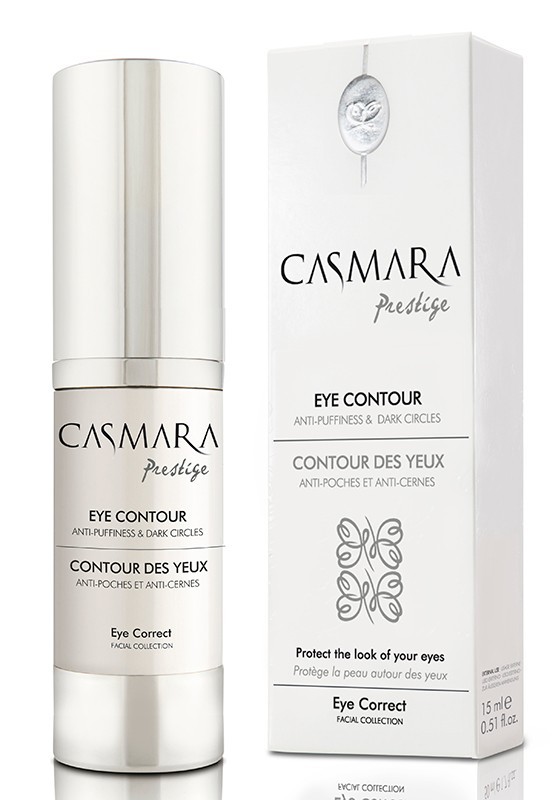 CASMARA
Prestige
EYE CONTOUR
ANTI-PUFFINESS & DARK CIRCLES
CONTOUR DES YEUX
ANTI-POCHES ET ANTI-CERNES
Eye Correct
FACIAL COLLECTION
CASMARA
Prestige
EYE CONTOUR
ANTI-PUFFINESS & DARK CIRCLES
CONTOUR DES YEUX
ANTI-POCHES ET ANTI-CERNES
Protect the look of your eyes
Protège la peau autour des yeux
Eye Correct
FACIAL COLLECTION
15 ml e
0.51 fl.oz.